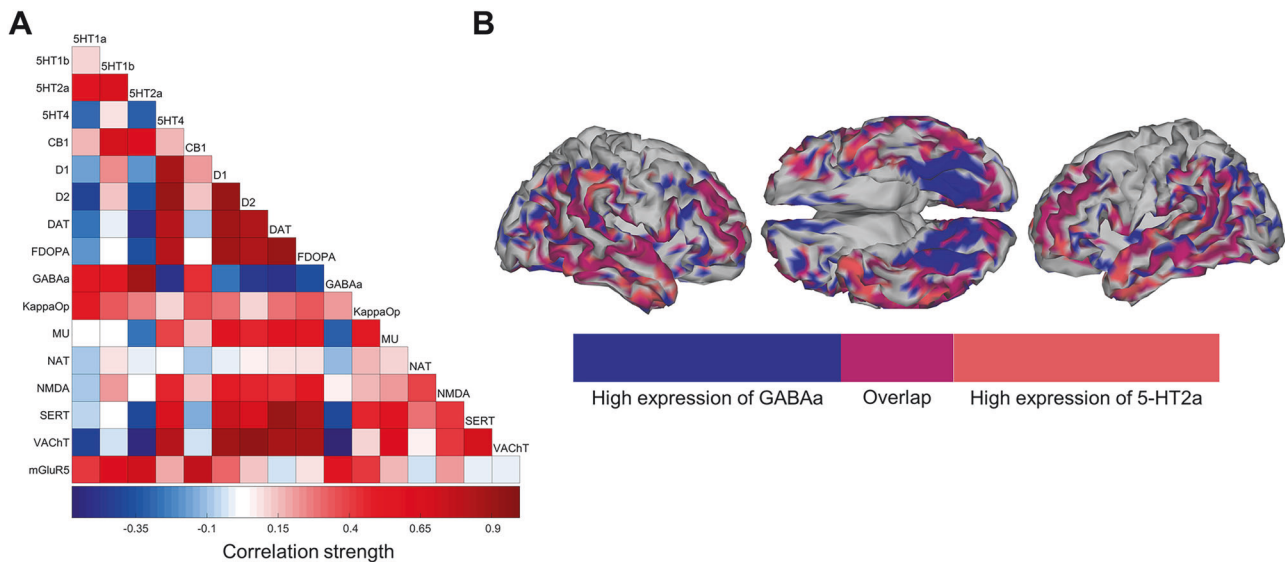 A
B
5HT1a
5HT1b
5HT1b
5HT2a
5HT2a
5HT4
5HT4
CB1
CB1
D1
D1
D2
D2
DAT
DAT
FDOPA
FDOPA
GABAa
GABAa
KappaOp
KappaOp
MU
MU
NAT
NAT
NMDA
NMDA
SERT
SERT
VAChT
VAChT
mGluR5
-0.35 -0.1 0.15 0.4 0.65 0.9
Correlation strength
High expression of GABAa Overlap High expression of 5-HT2a